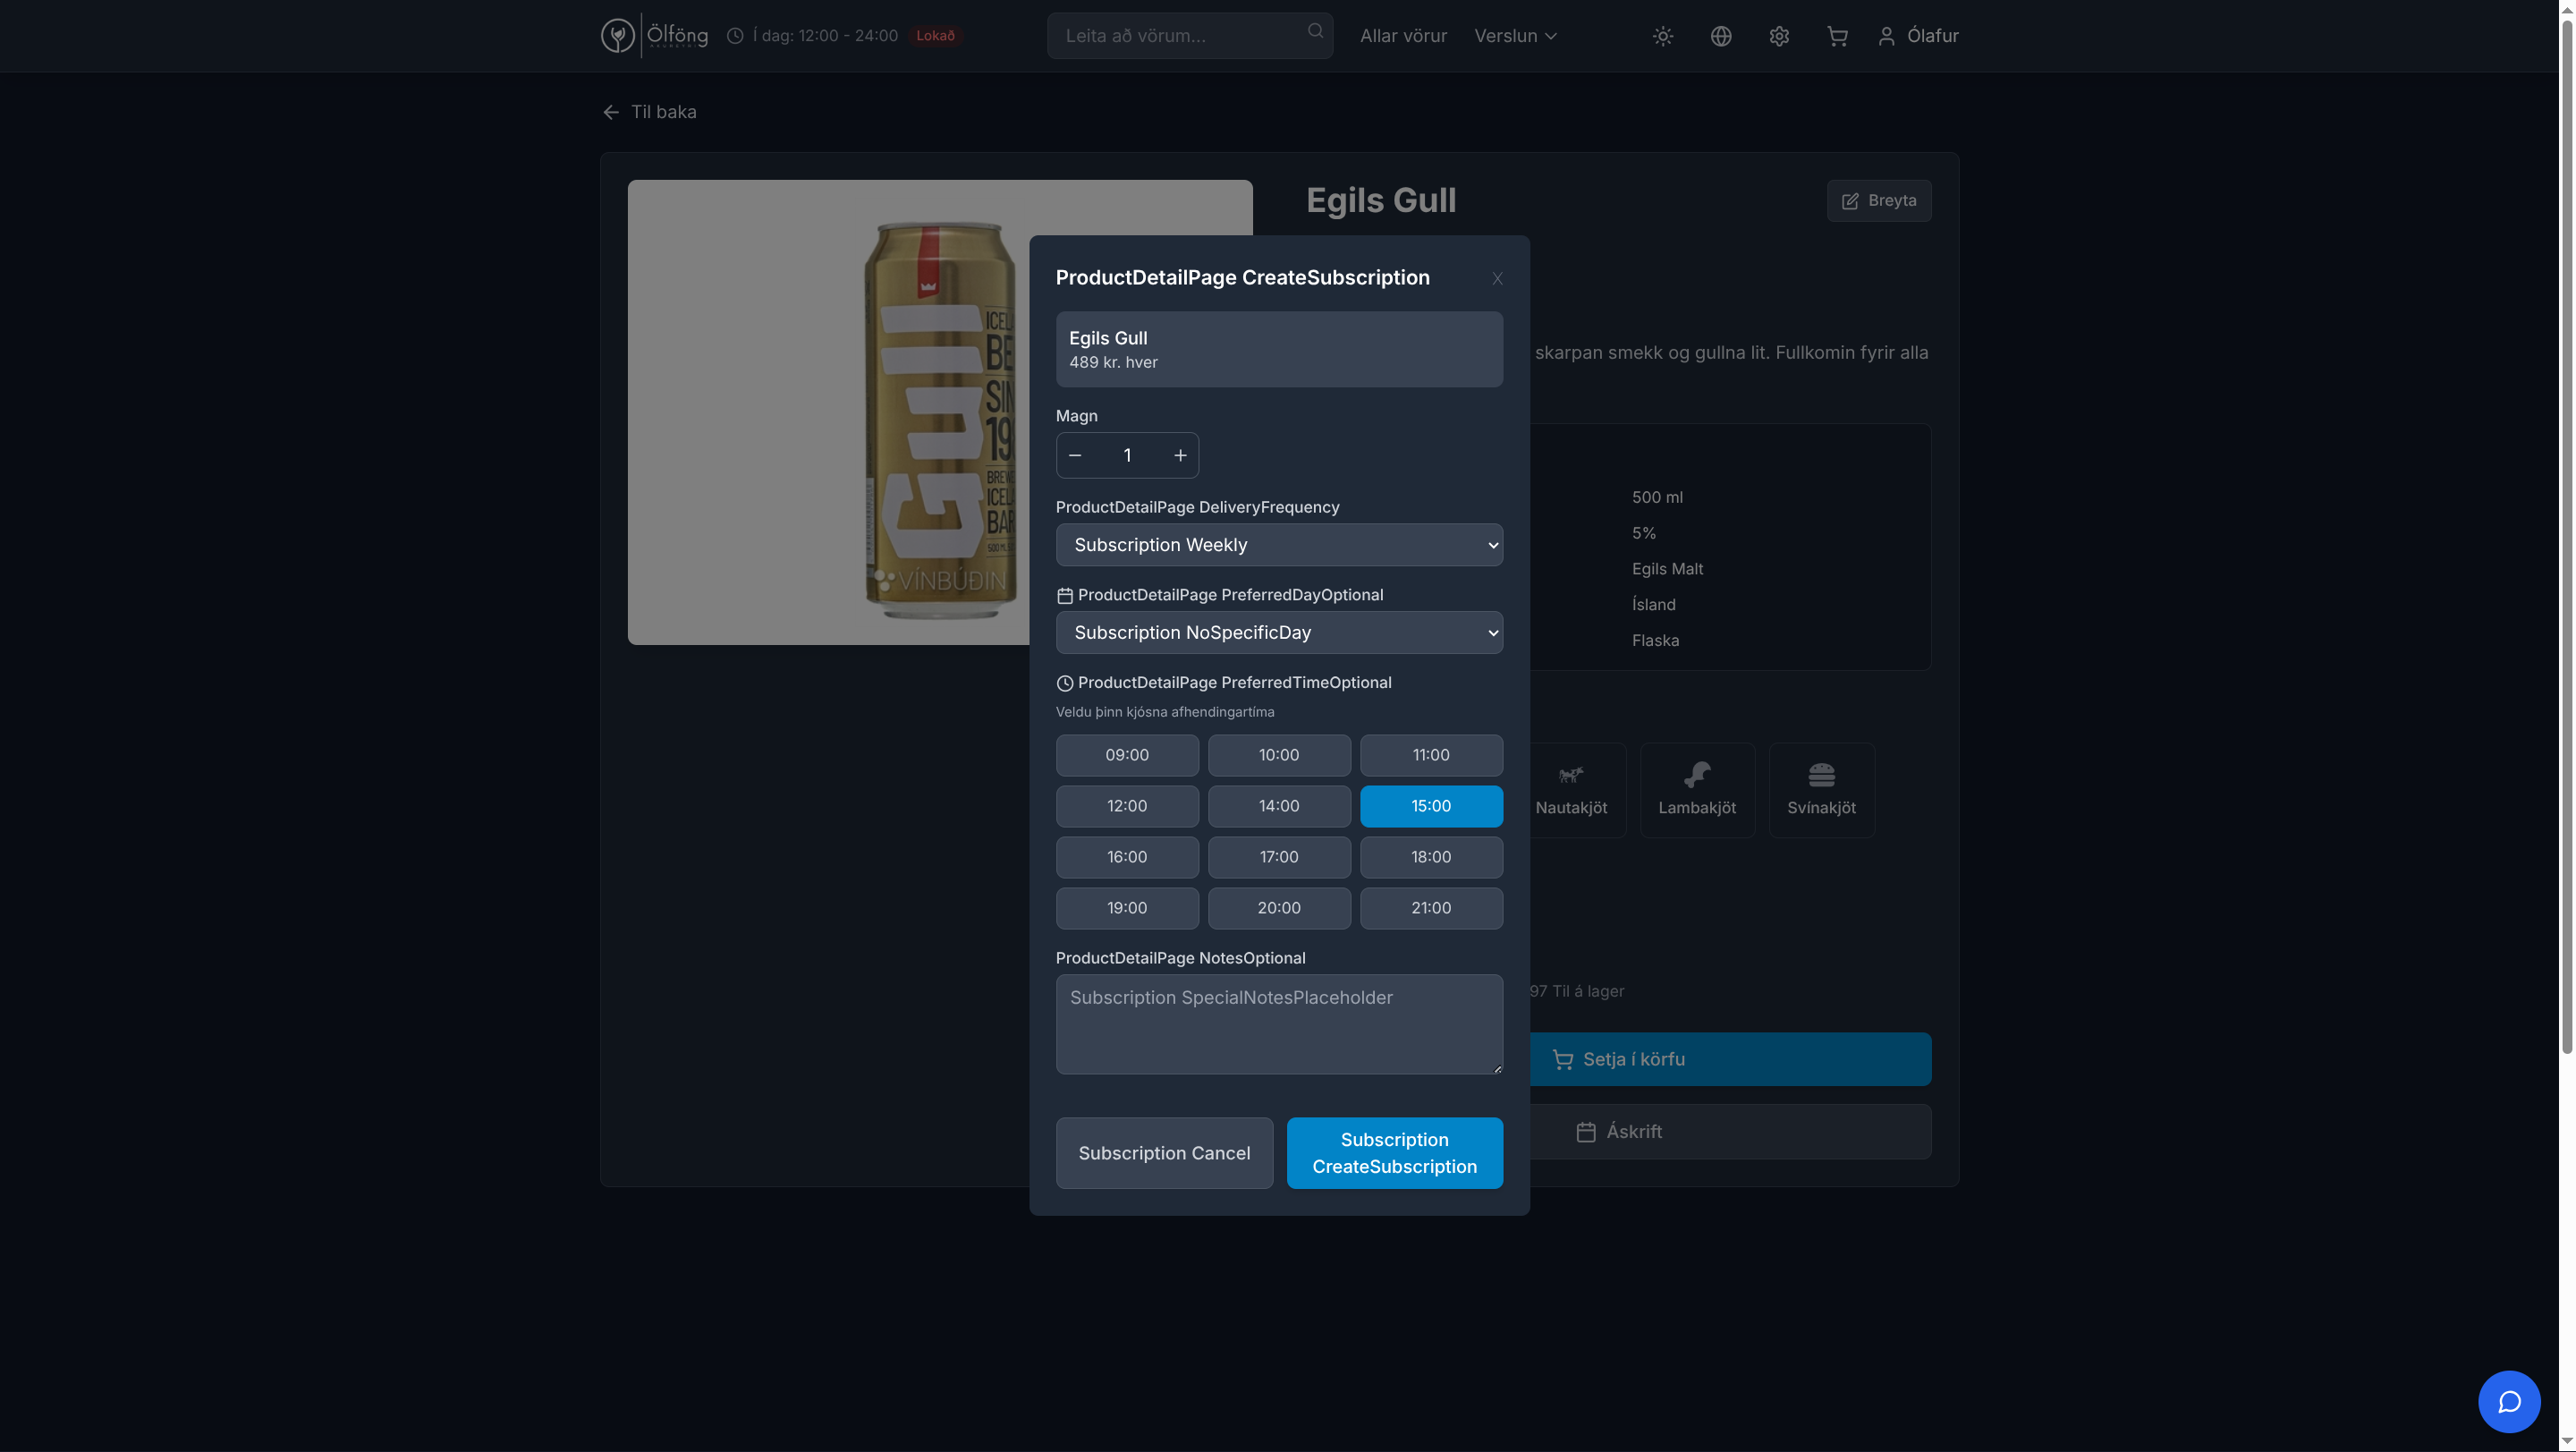 Ölföng
Í dag: 12:00 - 24:00
Lokað
Leita að vörum...
Allar vörur
Verslun
Ólafur
Til baka
Egils Gull
Breyta
Gull
BREW
VÍNBÚÐIN
skarpan smekk og gullna lit. Fullkomin fyrir alla
500 ml
5%
Egils Malt
Ísland
Flaska
Nautakjöt
Lambakjöt
Svínakjöt
97 Til á lager
Setja í körfu
Áskrift
ProductDetailPage CreateSubscription
X
Egils Gull
489 kr. hver
Magn
1
ProductDetailPage DeliveryFrequency
Subscription Weekly
ProductDetailPage PreferredDayOptional
Subscription NoSpecificDay
ProductDetailPage PreferredTimeOptional
Veldu þinn kjósna afhendingartíma
09:00 10:00 11:00
12:00 14:00 15:00
16:00 17:00 18:00
19:00 20:00 21:00
ProductDetailPage NotesOptional
Subscription SpecialNotesPlaceholder
Subscription Cancel
Subscription
CreateSubscription